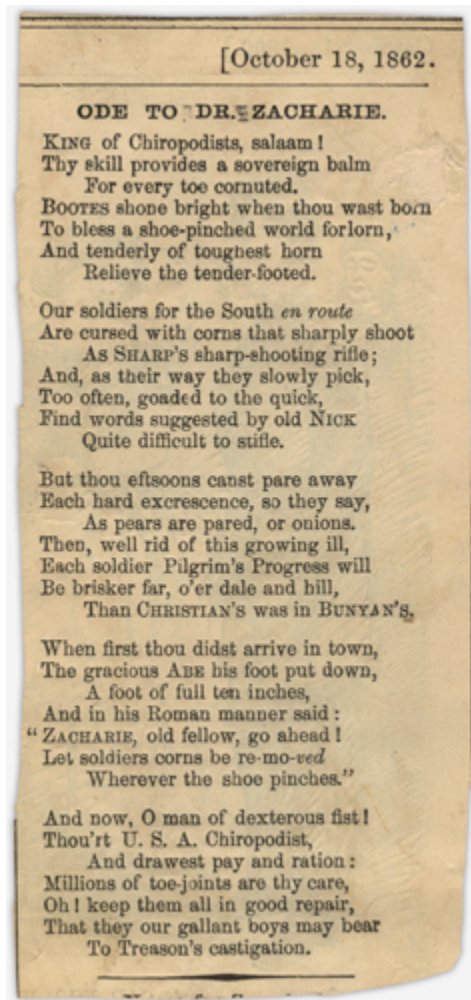 [October 18, 1862.
ODE TO DR. ZACHARIE.
KING of Chiropodists, salaam!
Thy skill provides a sovereign balm
For every toe cornuted.
BOOTES shone bright when thou wast born
To bless a shoe-pinched world forlorn,
And tenderly of toughest horn
Relieve the tender-footed.
Our soldiers for the South en route
Are cursed with corns that sharply shoot
As SHARP'S sharp-shooting rifle;
And, as their way they slowly pick,
Too often, goaded to the quick,
Find words suggested by old NICK
Quite difficult to stifle.
But thou eftsoons canst pare away
Each hard excrescence, so they say,
As pears are pared, or onions.
Then, well rid of this growing ill,
Each soldier Pilgrim's Progress will
Be brisker far, o'er dale and hill,
Than CHRISTIAN'S was in BUNYAN'S.
When first thou didst arrive in town,
The gracious ABE his foot put down,
A foot of full ten inches,
And in his Roman manner said:
"ZACHARIE, old fellow, go ahead!
Let soldiers corns be re-mo-ved
Wherever the shoe pinches."
And now, O man of dexterous fist!
Thou'rt U. S. A. Chiropodist,
And drawest pay and ration:
Millions of toe-joints are thy care,
Oh! keep them all in good repair,
That they our gallant boys may bear
To Treason's castigation.